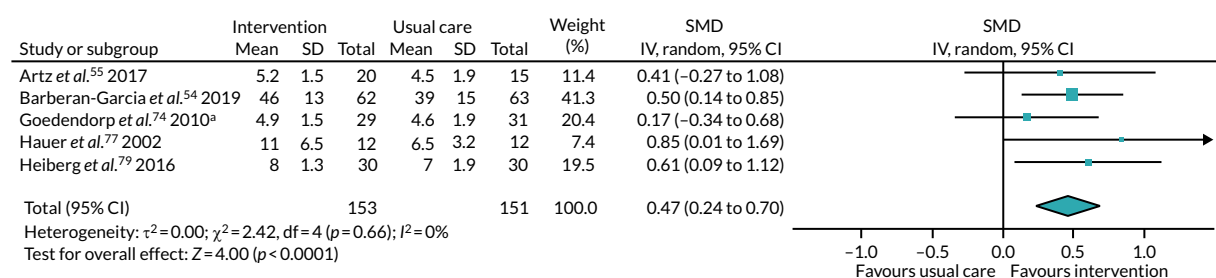 Intervention Usual care Weight SMD SMD
Study or subgroup Mean SD Total Mean SD Total (%) IV, random, 95% CI IV, random, 95% CI
Artz et al.55 2017 5.2 1.5 20 4.5 1.9 15 11.4 0.41 (–0.27 to 1.08)
Barberan-Garcia et al.54 2019 46 13 62 39 15 63 41.3 0.50 (0.14 to 0.85)
Goedendorp et al.74 2010a 4.9 1.5 29 4.6 1.9 31 20.4 0.17 (–0.34 to 0.68)
Hauer et al.77 2002 11 6.5 12 6.5 3.2 12 7.4 0.85 (0.01 to 1.69)
Heiberg et al.79 2016 8 1.3 30 7 1.9 30 19.5 0.61 (0.09 to 1.12)
Total (95% CI) 153 151 100.0 0.47 (0.24 to 0.70)
Heterogeneity: τ2=0.00; χ2=2.42, df=4 (p=0.66); I2=0%
Test for overall effect: Z=4.00 (p<0.0001)
–1.0 –0.5 0.0 0.5 1.0
Favours usual care Favours intervention